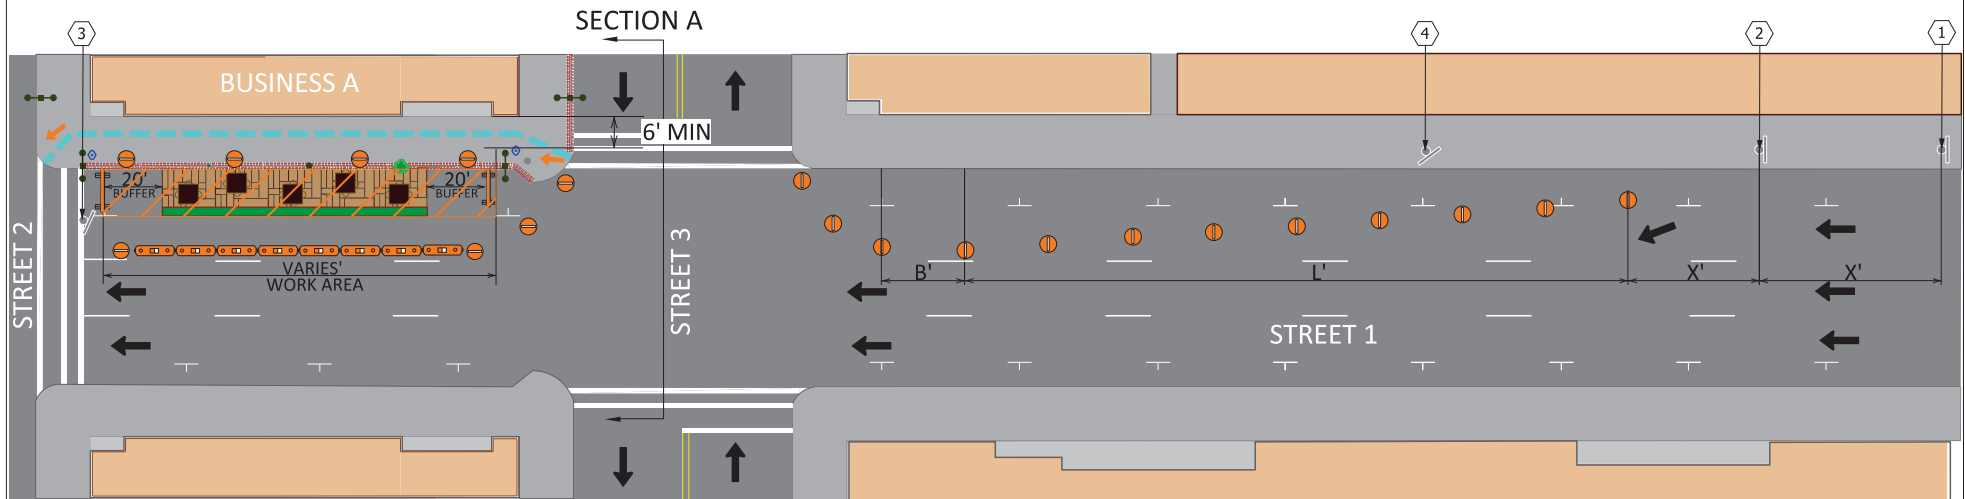 SECTION A
3
4
2
1
BUSINESS A
6' MIN
20'
BUFFER
20'
BUFFER
STREET 2
STREET 3
VARIES'
WORK AREA
B'
L'
X'
X'
STREET 1